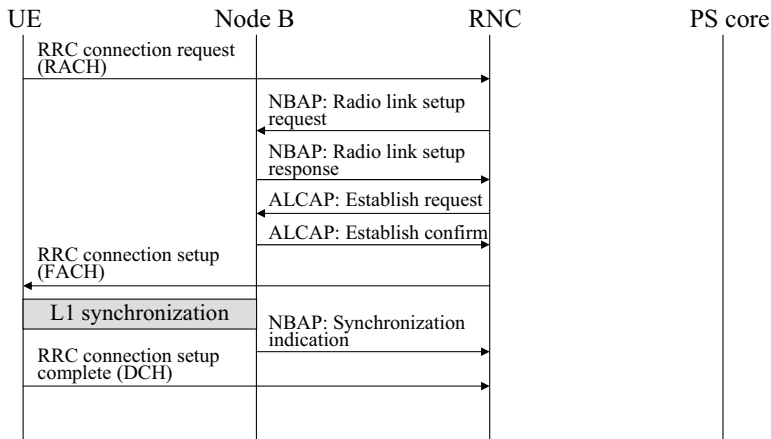 UE Node B RNC PS core
RRC connection request
(RACH)
NBAP: Radio link setup
request
NBAP: Radio link setup
response
ALCAP: Establish request
ALCAP: Establish confirm
RRC connection setup
(FACH)
L1 synchronization
NBAP: Synchronization
indication
RRC connection setup
complete (DCH)